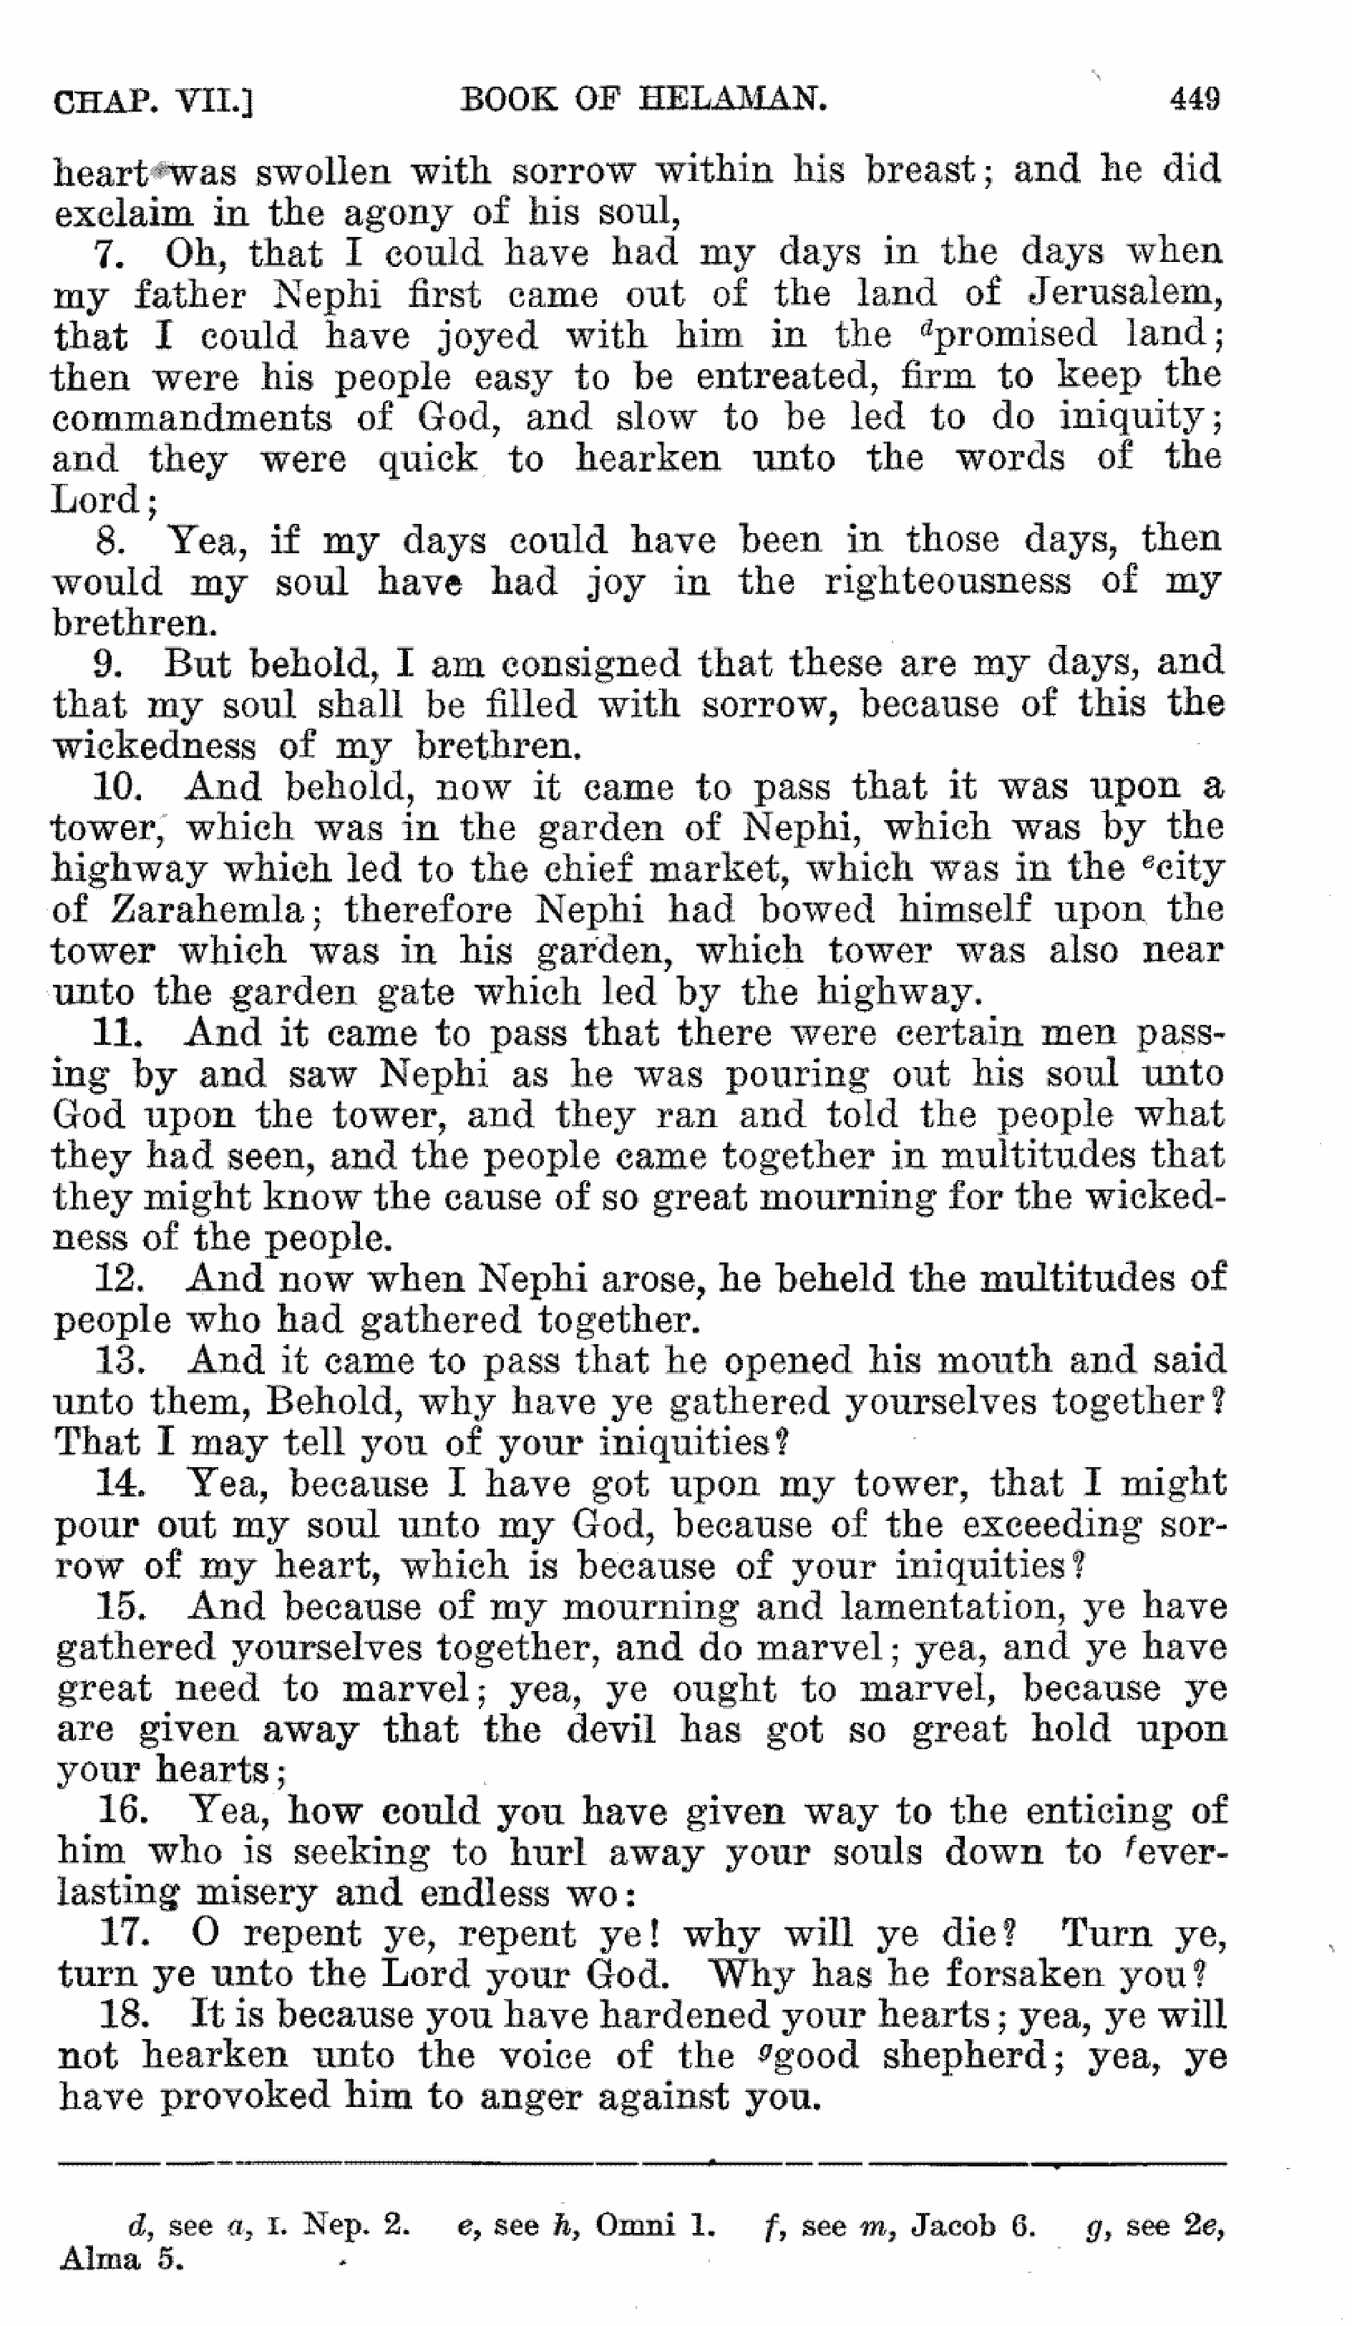 CHAP. VII.] BOOK OF HELAMAN. 449
heart was swollen with sorrow within his breast; and he did
exclaim in the agony of his soul,
7. Oh, that I could have had my days in the days when
my father Nephi first came out of the land of Jerusalem,
that I could have joyed with him in the dpromised land;
then were his people easy to be entreated, firm to keep the
commandments of God, and slow to be led to do iniquity;
and they were quick to hearken unto the words of the
Lord;
8. Yea, if my days could have been in those days, then
would my soul have had joy in the righteousness of my
brethren.
9. But behold, I am consigned that these are my days, and
that my soul shall be filled with sorrow, because of this the
wickedness of my brethren.
10. And behold, now it came to pass that it was upon a
tower, which was in the garden of Nephi, which was by the
highway which led to the chief market, which was in the ecity
of Zarahemla; therefore Nephi had bowed himself upon the
tower which was in his garden, which tower was also near
unto the garden gate which led by the highway.
11. And it came to pass that there were certain men pass-
ing by and saw Nephi as he was pouring out his soul unto
God upon the tower, and they ran and told the people what
they had seen, and the people came together in multitudes that
they might know the cause of so great mourning for the wicked-
ness of the people.
12. And now when Nephi arose, he beheld the multitudes of
people who had gathered together.
13. And it came to pass that he opened his mouth and said
unto them, Behold, why have ye gathered yourselves together?
That I may tell you of your iniquities?
14. Yea, because I have got upon my tower, that I might
pour out my soul unto my God, because of the exceeding sor-
row of my heart, which is because of your iniquities?
15. And because of my mourning and lamentation, ye have
gathered yourselves together, and do marvel; yea, and ye have
great need to marvel; yea, ye ought to marvel, because ye
are given away that the devil has got so great hold upon
your hearts;
16. Yea, how could you have given way to the enticing of
him who is seeking to hurl away your souls down to fever-
lasting misery and endless wo:
17. O repent ye, repent ye! why will ye die? Turn ye,
turn ye unto the Lord your God. Why has he forsaken you?
18. It is because you have hardened your hearts; yea, ye will
not hearken unto the voice of the ggood shepherd; yea, ye
have provoked him to anger against you.
d, see a, I. Nep. 2. e, see h, Omni 1. f, see m, Jacob 6. g, see 2e,
Alma 5.